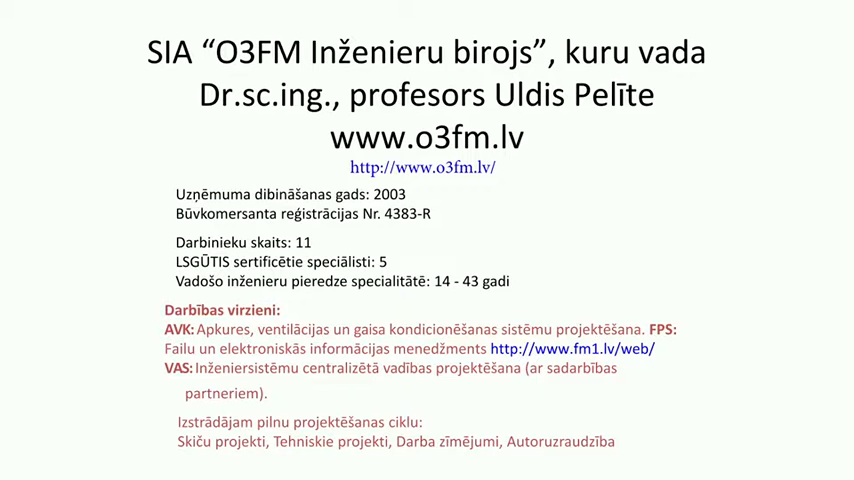 SIA “O3FM Inženieru birojs”, kuru vada
Dr.sc.ing., profesors Uldis Pelīte
www.o3fm.lv
http://www.o3fm.lv/
Uzņēmuma dibināšanas gads: 2003
Būvkomersanta reģistrācijas Nr. 4383-R
Darbinieku skaits: 11
LSGŪTIS sertificētie speciālisti: 5
Vadošo inženieru pieredze specialitātē: 14 - 43 gadi
Darbības virzieni:
AVK: Apkures, ventilācijas un gaisa kondicionēšanas sistēmu projektēšana. FPS:
Failu un elektroniskās informācijas menedžments http://www.fm1.lv/web/
VAS: Inženiersistēmu centralizētā vadības projektēšana (ar sadarbības
partneriem).
Izstrādājam pilnu projektēšanas ciklu:
Skiču projekti, Tehniskie projekti, Darba zīmējumi, Autoruzraudzība